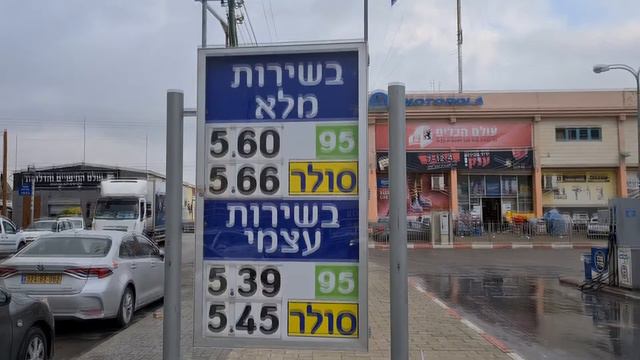 בשירות
מלא
5.60 95
5.66 סולר
בשירות
עצמי
5.39 95
5.45 סולר
MOTOROLA
עולם הכלים